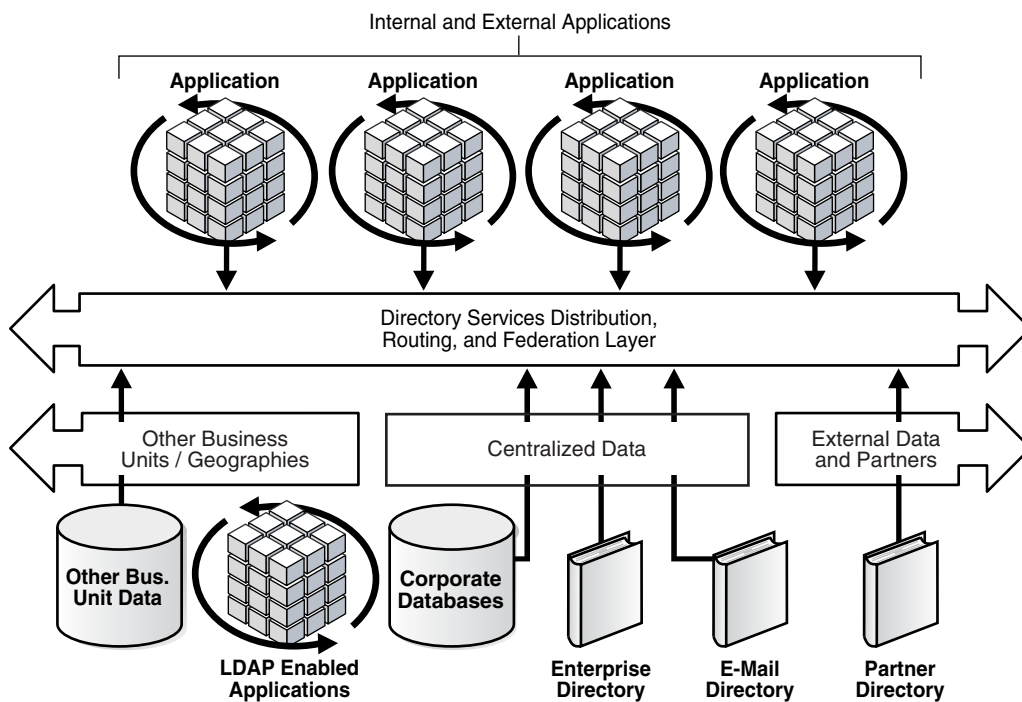 Internal and External Applications
Application
Application
Application
Application
Directory Services Distribution,
Routing, and Federation Layer
Other Business
Units / Geographies
Centralized Data
External Data
and Partners
Other Bus.
Unit Data
LDAP Enabled
Applications
Corporate
Databases
Enterprise
Directory
E-Mail
Directory
Partner
Directory